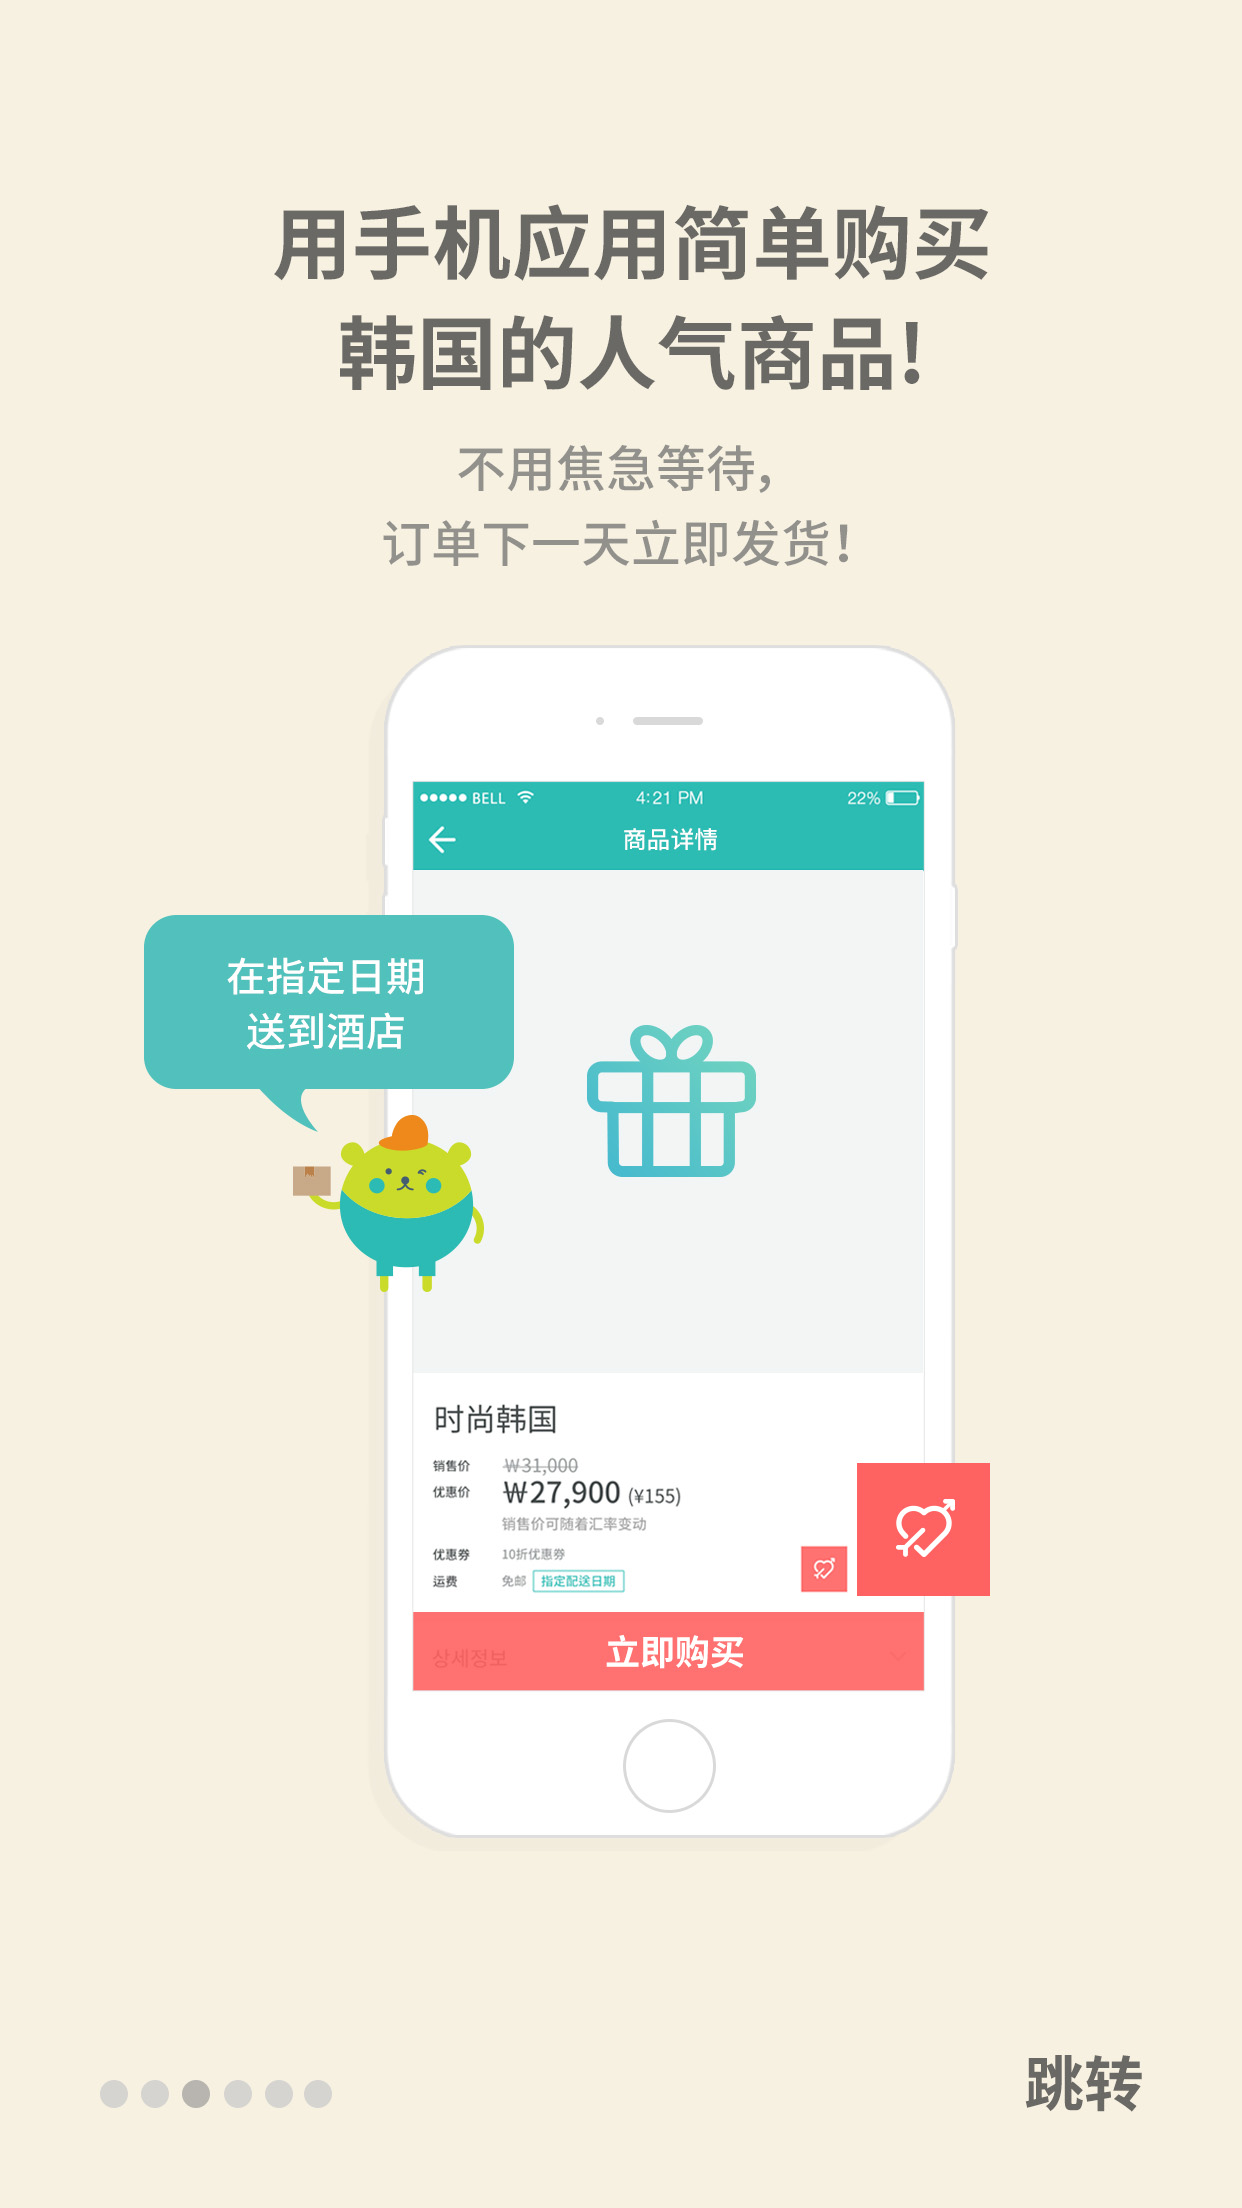 用手机应用简单购买
韩国的人气商品!
不用焦急等待,
订单下一天立即发货!
BELL 4:21 PM 22%
商品详情
在指定日期
送到酒店
时尚韩国
销售价 ₩31,000
优惠价 ₩27,900 (¥155)
销售价可随着汇率变动
优惠券 10折优惠券
运费 免邮 指定配送日期
상세정보 立即购买
跳转